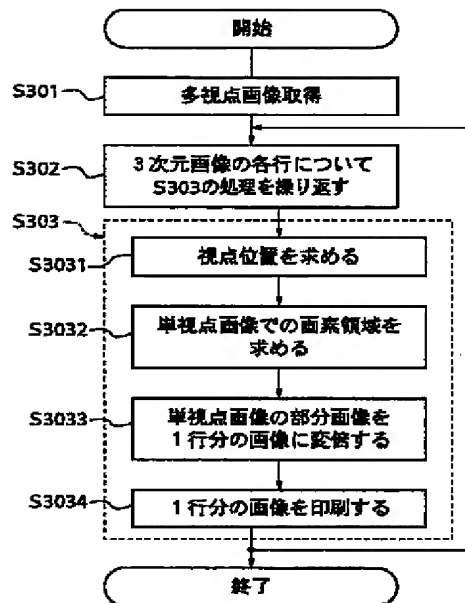 開始
S301
多視点画像取得
S302
3次元画像の各行について
S303の処理を繰り返す
S303
S3031
視点位置を求める
S3032
単視点画像での画素領域を
求める
S3033
単視点画像の部分画像を
1行分の画像に変倍する
S3034
1行分の画像を印刷する
終了